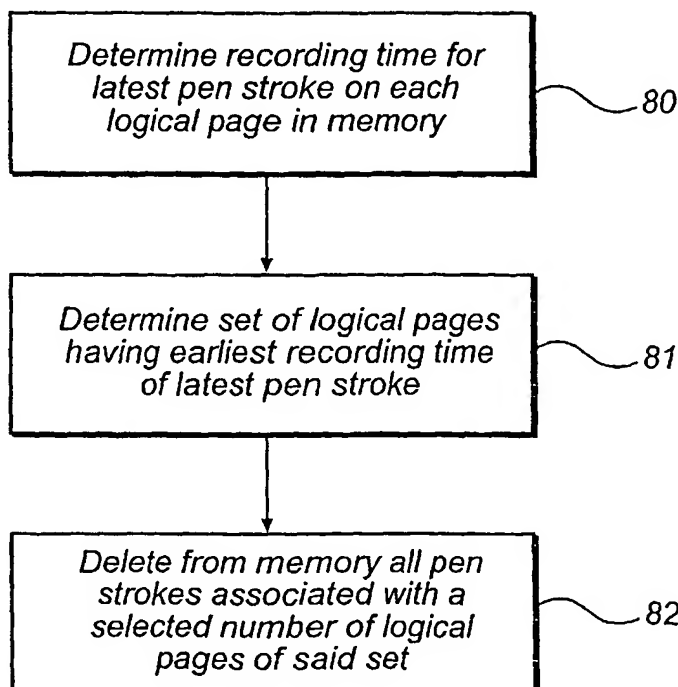 Determine recording time for
latest pen stroke on each
logical page in memory
80
Determine set of logical pages
having earliest recording time
of latest pen stroke
81
Delete from memory all pen
strokes associated with a
selected number of logical
pages of said set
82